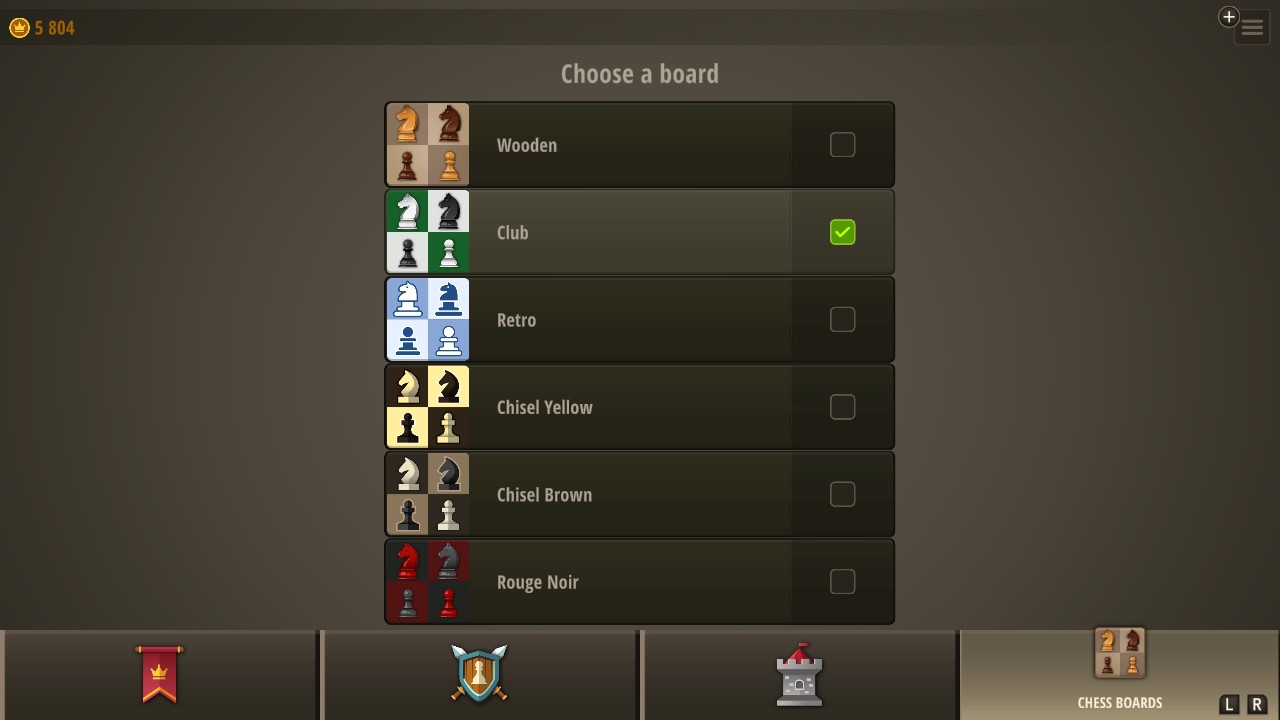 5 804
Choose a board
Wooden
Club
Retro
Chisel Yellow
Chisel Brown
Rouge Noir
CHESS BOARDS
L R